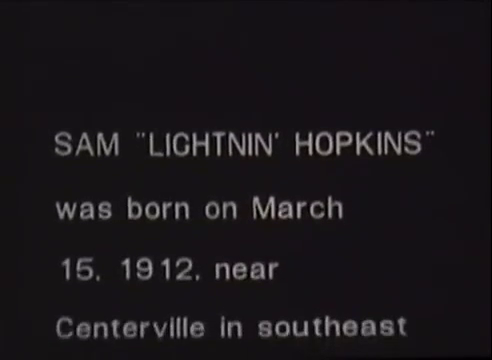 SAM "LIGHTNIN' HOPKINS"
was born on March
15, 1912, near
Centerville in southeast